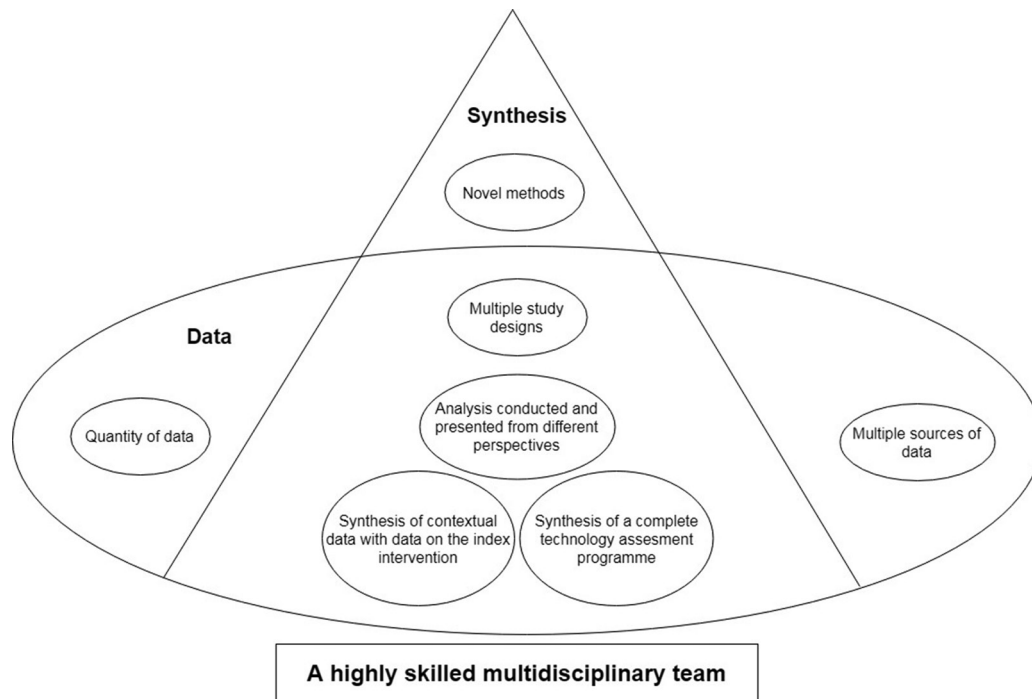 Synthesis
Novel methods
Multiple study
designs
Data
Analysis conducted and
presented from different
perspectives
Quantity of data
Multiple sources of
data
Synthesis of contextual
data with data on the index
intervention
Synthesis of a complete
technology assesment
programme
A highly skilled multidisciplinary team